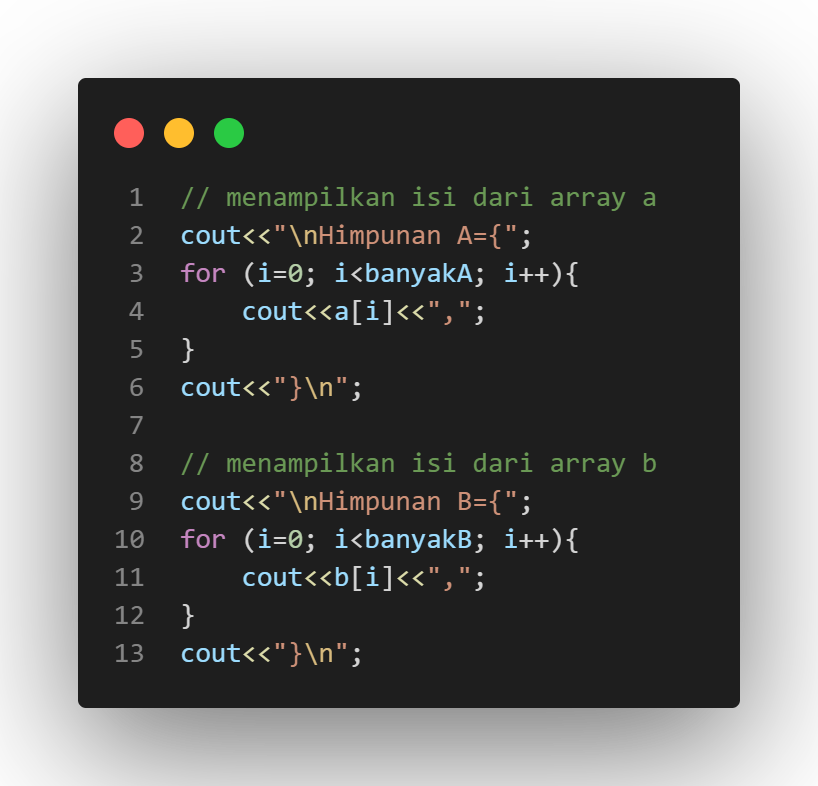 1 // menampilkan isi dari array a
2 cout<<"\nHimpunan A={";
3 for (i=0; i<banyakA; i++){
4     cout<<a[i]<<",";
5 }
6 cout<<"}\n";
7
8 // menampilkan isi dari array b
9 cout<<"\nHimpunan B={";
10 for (i=0; i<banyakB; i++){
11     cout<<b[i]<<",";
12 }
13 cout<<"}\n";